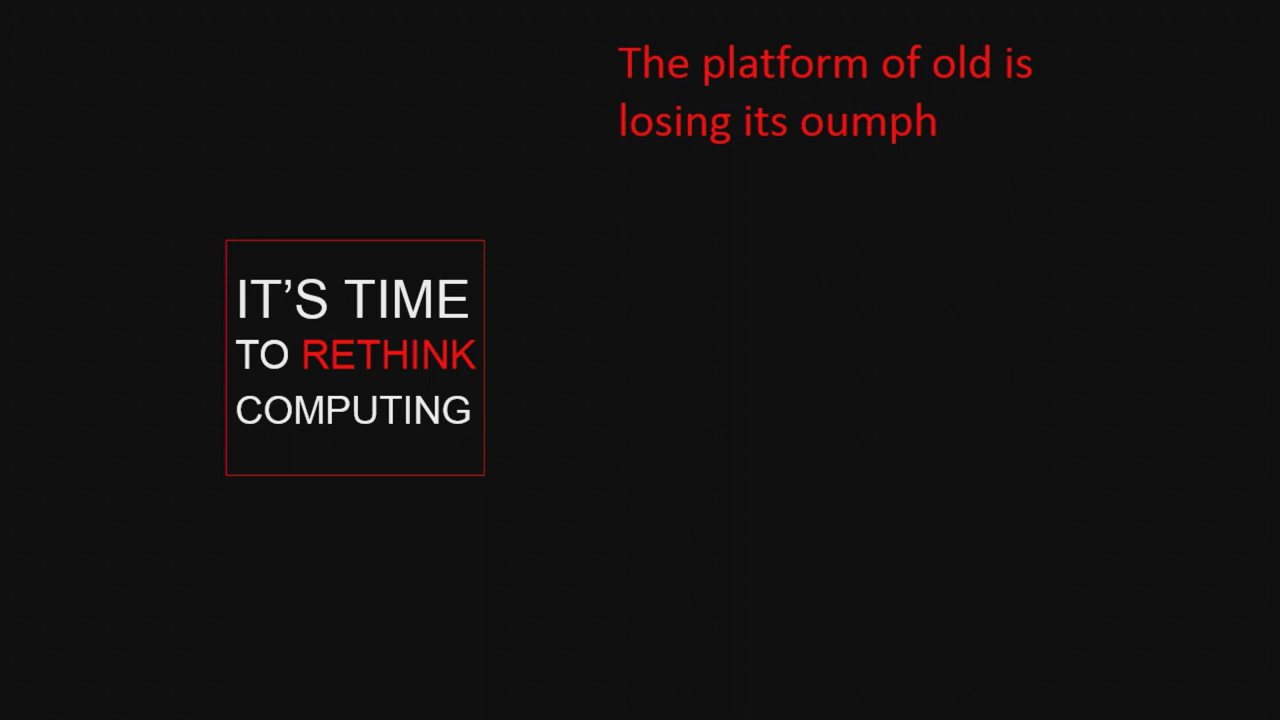 The platform of old is
losing its oumph
IT’S TIME
TO RETHINK
COMPUTING